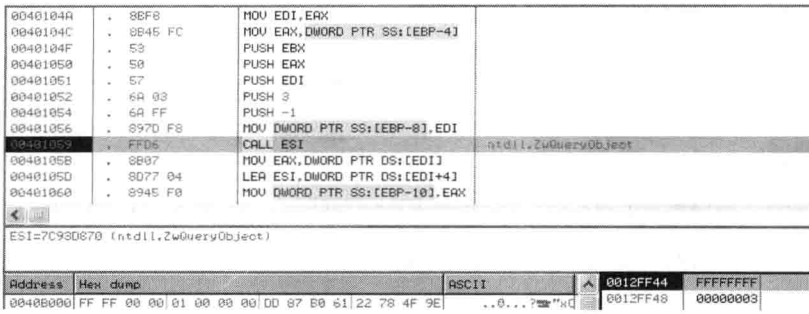 0040104A . 8BF8 MOV EDI,EAX
0040104C . 8B45 FC MOV EAX,DWORD PTR SS:[EBP-4]
0040104F . 53 PUSH EBX
00401050 . 50 PUSH EAX
00401051 . 57 PUSH EDI
00401052 . 6A 03 PUSH 3
00401054 . 6A FF PUSH -1
00401056 . 897D F8 MOV DWORD PTR SS:[EBP-8],EDI
00401059 . FFD6 CALL ESI ntdll.ZwQueryObject
0040105B . 8B07 MOV EAX,DWORD PTR DS:[EDI]
0040105D . 8D77 04 LEA ESI,DWORD PTR DS:[EDI+4]
00401060 . 8945 F0 MOV DWORD PTR SS:[EBP-10],EAX
ESI=7C93D870 (ntdll.ZwQueryObject)
Address Hex dump ASCII 0012FF44 FFFFFFFF
0040B000 FF FF 00 00 01 00 00 00 DD 87 B0 61 22 78 4F 9E 0012FF48 00000003